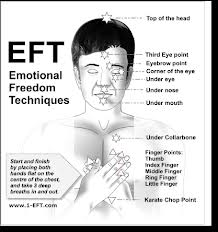 Top of the head
EFT
Emotional
Freedom
Techniques
Third Eye point
Eyebrow point
Corner of the eye
Under eye
Under nose
Under mouth
Under Collarbone
Finger Points:
Thumb
Index Finger
Middle Finger
Ring Finger
Little Finger
Karate Chop Point
Start and finish
by placing both
hands flat on the
centre of the chest,
and take 3 deep
breaths in and out.
www.1-EFT.com